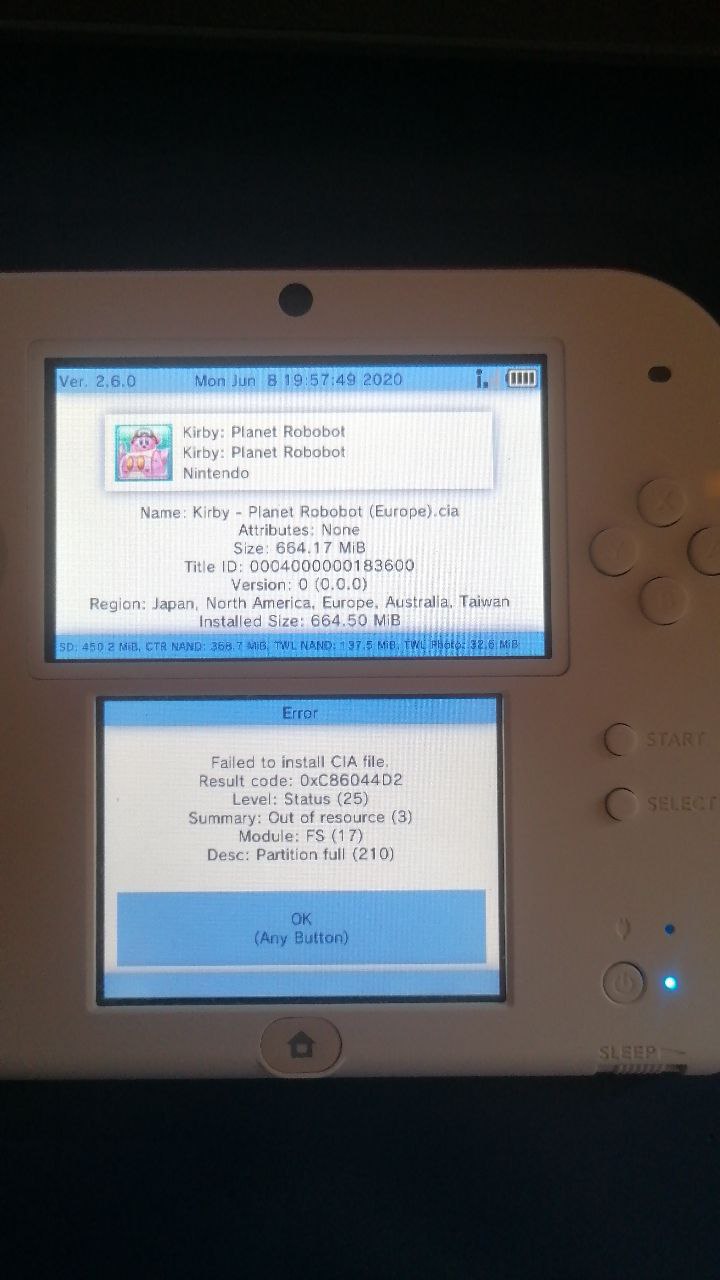 Ver. 2.6.0 Mon Jun 8 19:57:49 2020
Kirby: Planet Robobot
Kirby: Planet Robobot
Nintendo
Name: Kirby - Planet Robobot (Europe).cia
Attributes: None
Size: 664.17 MiB
Title ID: 0004000000183600
Version: 0 (0.0.0)
Region: Japan, North America, Europe, Australia, Taiwan
Installed Size: 664.50 MiB
SD: 450.2 MiB, CTR NAND: 368.7 MiB, TWL NAND: 137.5 MiB, TWL Photo: 32.6 MiB
Error
Failed to install CIA file.
Result code: 0xC86044D2
Level: Status (25)
Summary: Out of resource (3)
Module: FS (17)
Desc: Partition full (210)
OK
(Any Button)
X
Y
START
SELECT
SLEEP